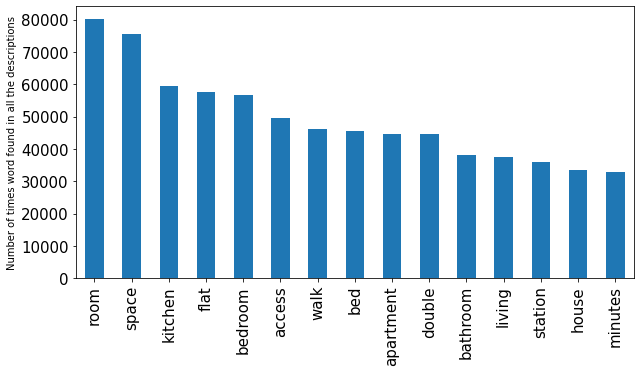 Number of times word found in all the descriptions
80000
70000
60000
50000
40000
30000
20000
10000
0
room
space
kitchen
flat
bedroom
access
walk
bed
apartment
double
bathroom
living
station
house
minutes